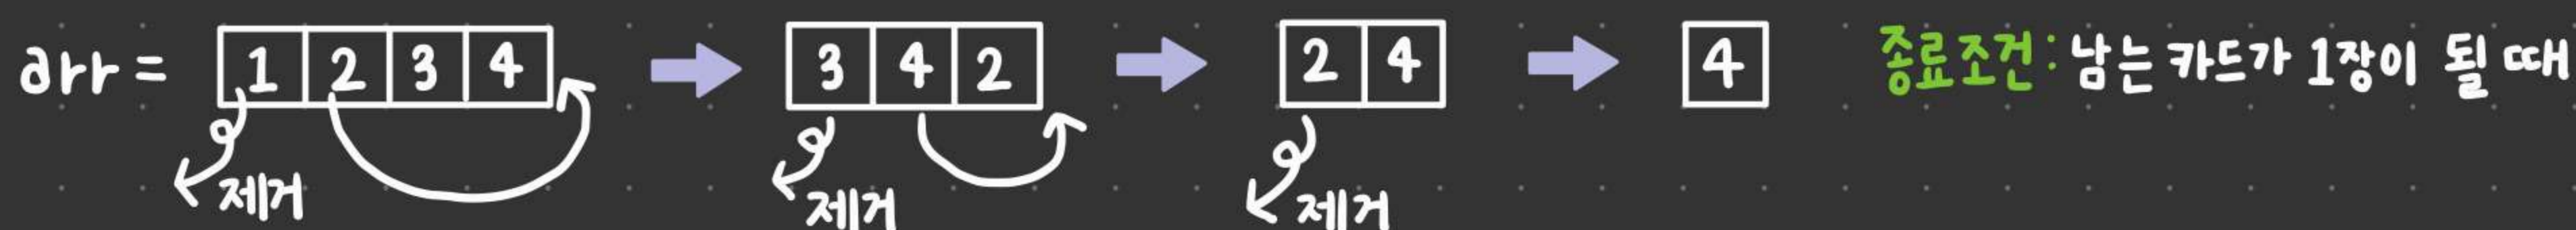 arr = 1 2 3 4 3 4 2 2 4 4 종료조건: 남는 카드가 1장이 될 때
제거 제거 제거